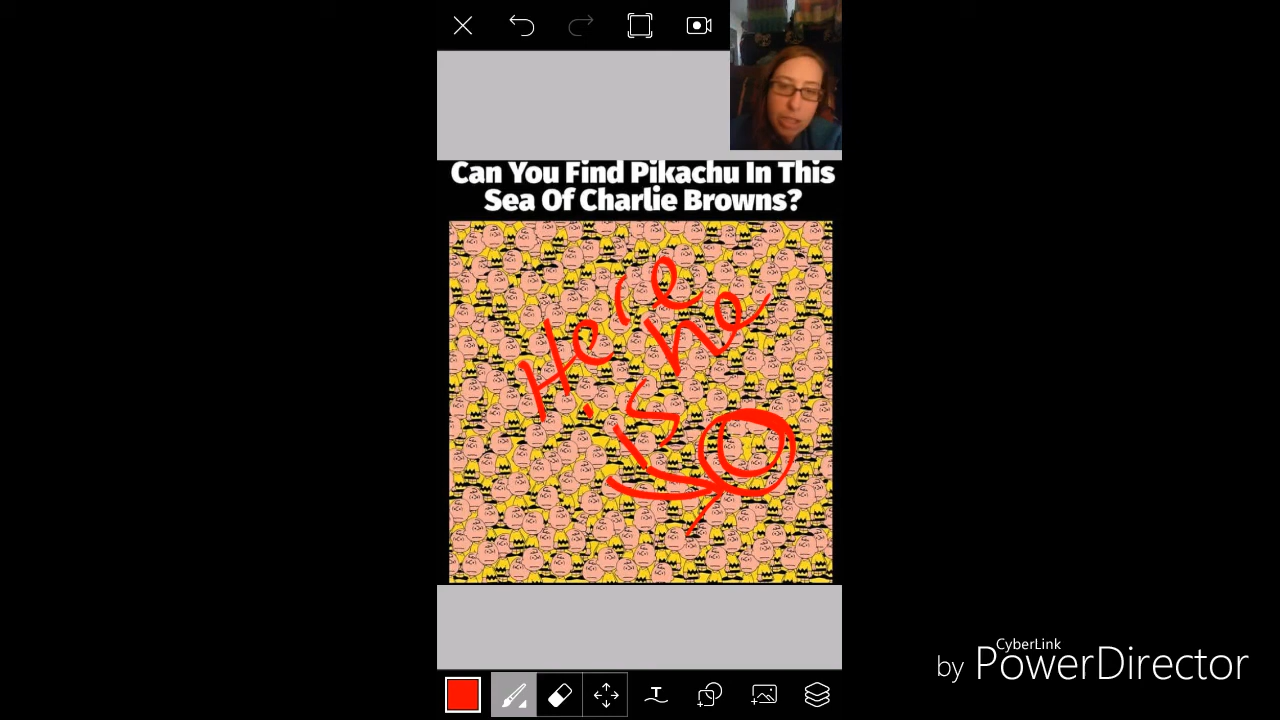 Can You Find Pikachu In This
Sea Of Charlie Browns?
Here
is he
T
CyberLink
by PowerDirector